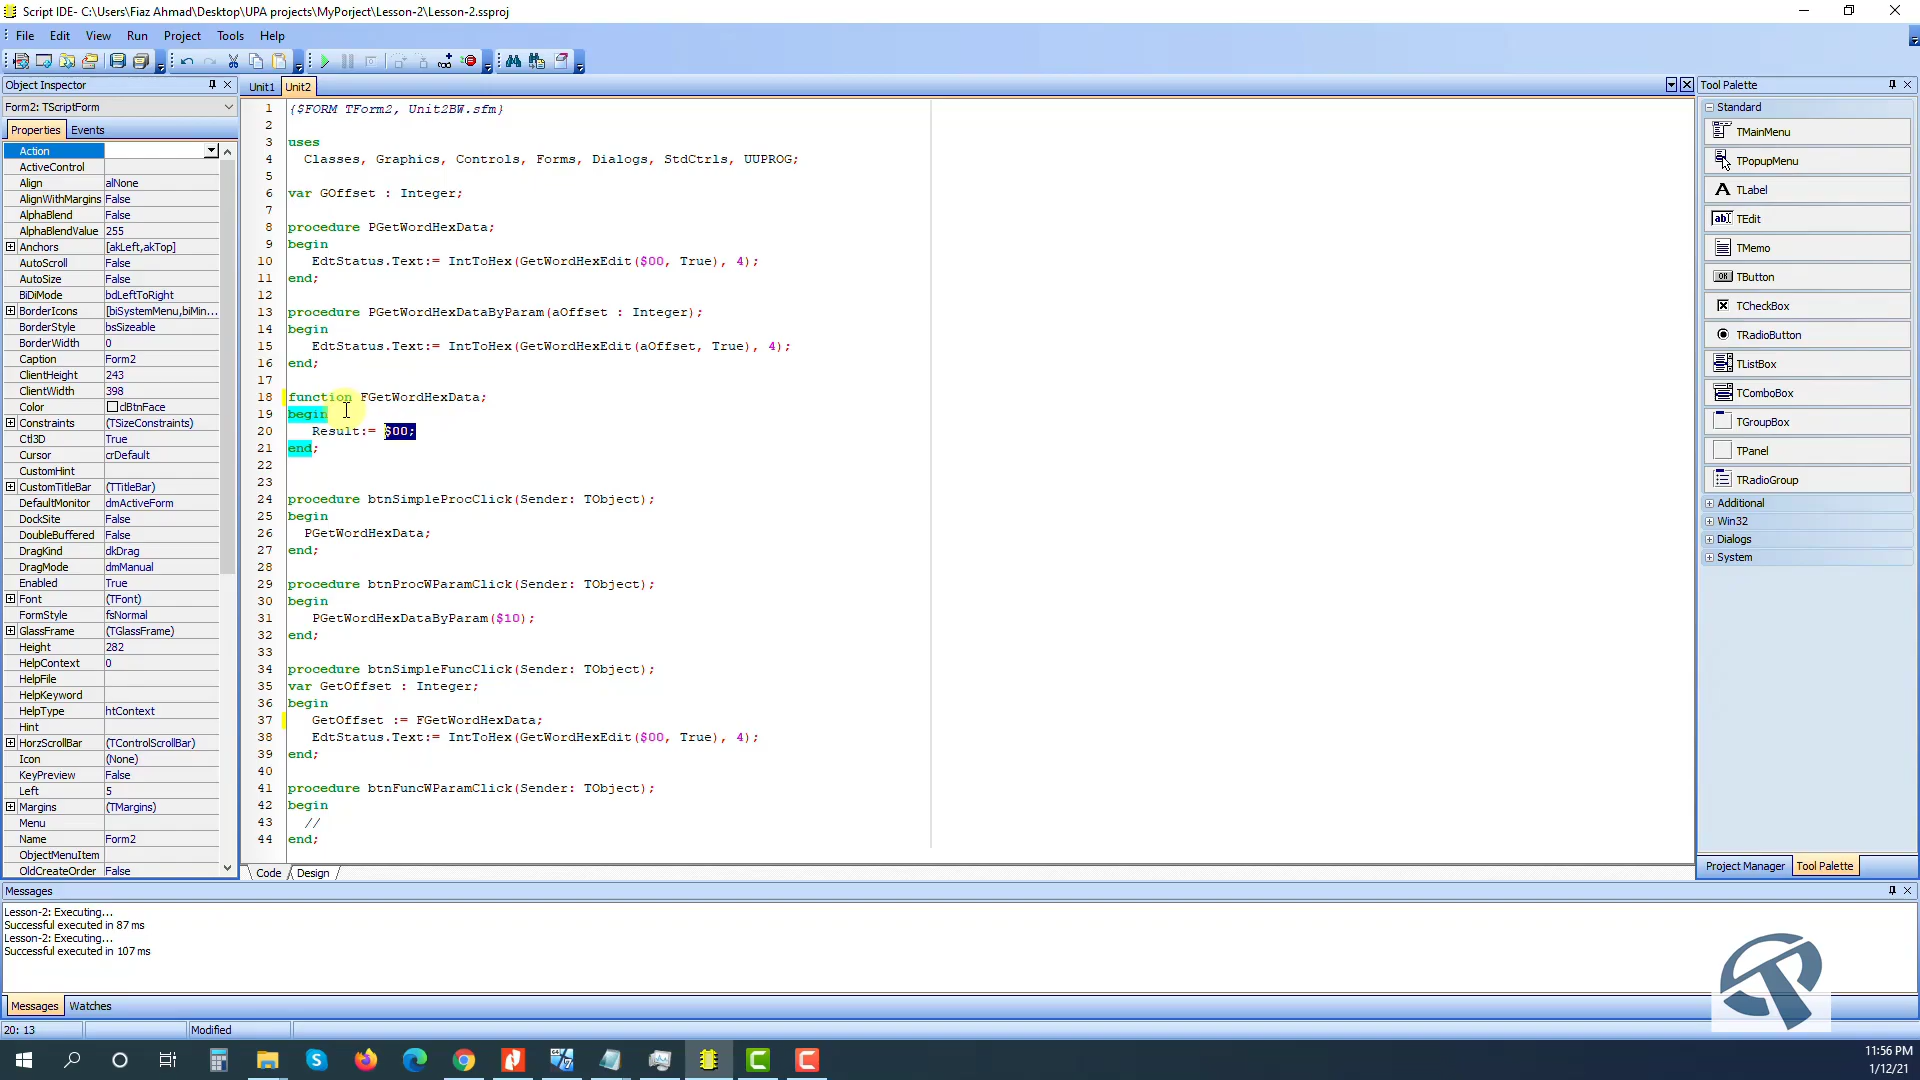 Script IDE- C:\Users\Fiaz Ahmad\Desktop\UPA projects\MyPorject\Lesson-2\Lesson-2.ssproj
File Edit View Run Project Tools Help
Object Inspector
Form2: TScriptForm
Properties Events
Action
ActiveControl
Align alNone
AlignWithMargins False
AlphaBlend False
AlphaBlendValue 255
Anchors [akLeft,akTop]
AutoScroll False
AutoSize False
BiDiMode bdLeftToRight
BorderIcons [biSystemMenu,biMin...
BorderStyle bsSizeable
BorderWidth 0
Caption Form2
ClientHeight 243
ClientWidth 398
Color clBtnFace
Constraints (TSizeConstraints)
Ctl3D True
Cursor crDefault
CustomHint
CustomTitleBar (TTitleBar)
DefaultMonitor dmActiveForm
DockSite False
DoubleBuffered False
DragKind dkDrag
DragMode dmManual
Enabled True
Font (TFont)
FormStyle fsNormal
GlassFrame (TGlassFrame)
Height 282
HelpContext 0
HelpFile
HelpKeyword
HelpType htContext
Hint
HorzScrollBar (TControlScrollBar)
Icon (None)
KeyPreview False
Left 5
Margins (TMargins)
Menu
Name Form2
ObjectMenuItem
OldCreateOrder False
Unit1 Unit2
1 {$FORM TForm2, Unit2BW.sfm}
2
3 uses
4 Classes, Graphics, Controls, Forms, Dialogs, StdCtrls, UUPROG;
5
6 var GOffset : Integer;
7
8 procedure PGetWordHexData;
9 begin
10 EdtStatus.Text:= IntToHex(GetWordHexEdit($00, True), 4);
11 end;
12
13 procedure PGetWordHexDataByParam(aOffset : Integer);
14 begin
15 EdtStatus.Text:= IntToHex(GetWordHexEdit(aOffset, True), 4);
16 end;
17
18 function FGetWordHexData;
19 begin
20 Result:= $00;
21 end;
22
23
24 procedure btnSimpleProcClick(Sender: TObject);
25 begin
26 PGetWordHexData;
27 end;
28
29 procedure btnProcWParamClick(Sender: TObject);
30 begin
31 PGetWordHexDataByParam($10);
32 end;
33
34 procedure btnSimpleFuncClick(Sender: TObject);
35 var GetOffset : Integer;
36 begin
37 GetOffset := FGetWordHexData;
38 EdtStatus.Text:= IntToHex(GetWordHexEdit($00, True), 4);
39 end;
40
41 procedure btnFuncWParamClick(Sender: TObject);
42 begin
43 //
44 end;
Code Design
Tool Palette
Standard
TMainMenu
TPopupMenu
A TLabel
abI TEdit
TMemo
OK TButton
TCheckBox
TRadioButton
TListBox
TComboBox
TGroupBox
TPanel
TRadioGroup
Additional
Win32
Dialogs
System
Project Manager Tool Palette
Messages
Lesson-2: Executing...
Successful executed in 87 ms
Lesson-2: Executing...
Successful executed in 107 ms
Messages Watches
20: 13 Modified
11:56 PM
1/12/21